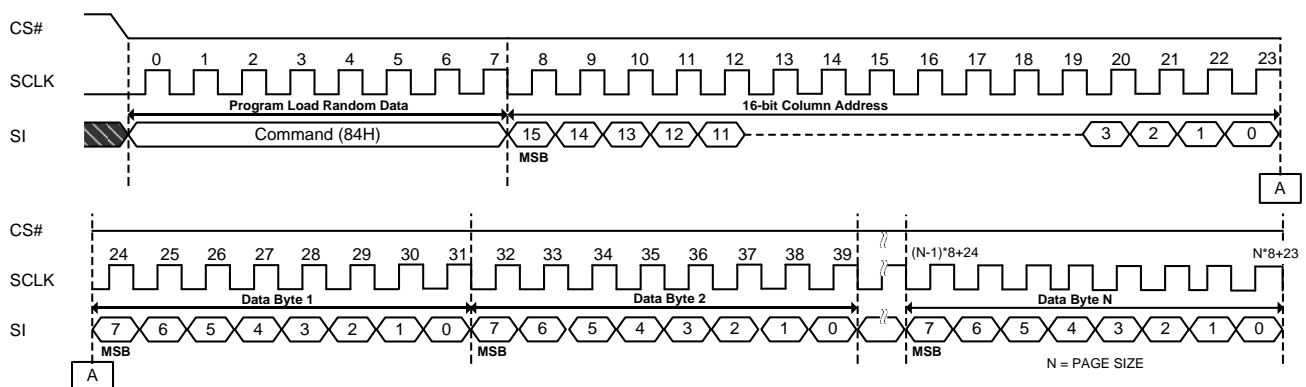 CS#
SCLK
0 1 2 3 4 5 6 7 8 9 10 11 12 13 14 15 16 17 18 19 20 21 22 23
Program Load Random Data
16-bit Column Address
SI
Command (84H)
15 14 13 12 11 3 2 1 0
MSB
A
CS#
SCLK
24 25 26 27 28 29 30 31 32 33 34 35 36 37 38 39 (N-1)*8+24 N*8+23
Data Byte 1
Data Byte 2
Data Byte N
SI
7 6 5 4 3 2 1 0 7 6 5 4 3 2 1 0 7 6 5 4 3 2 1 0
MSB MSB MSB
N = PAGE SIZE
A